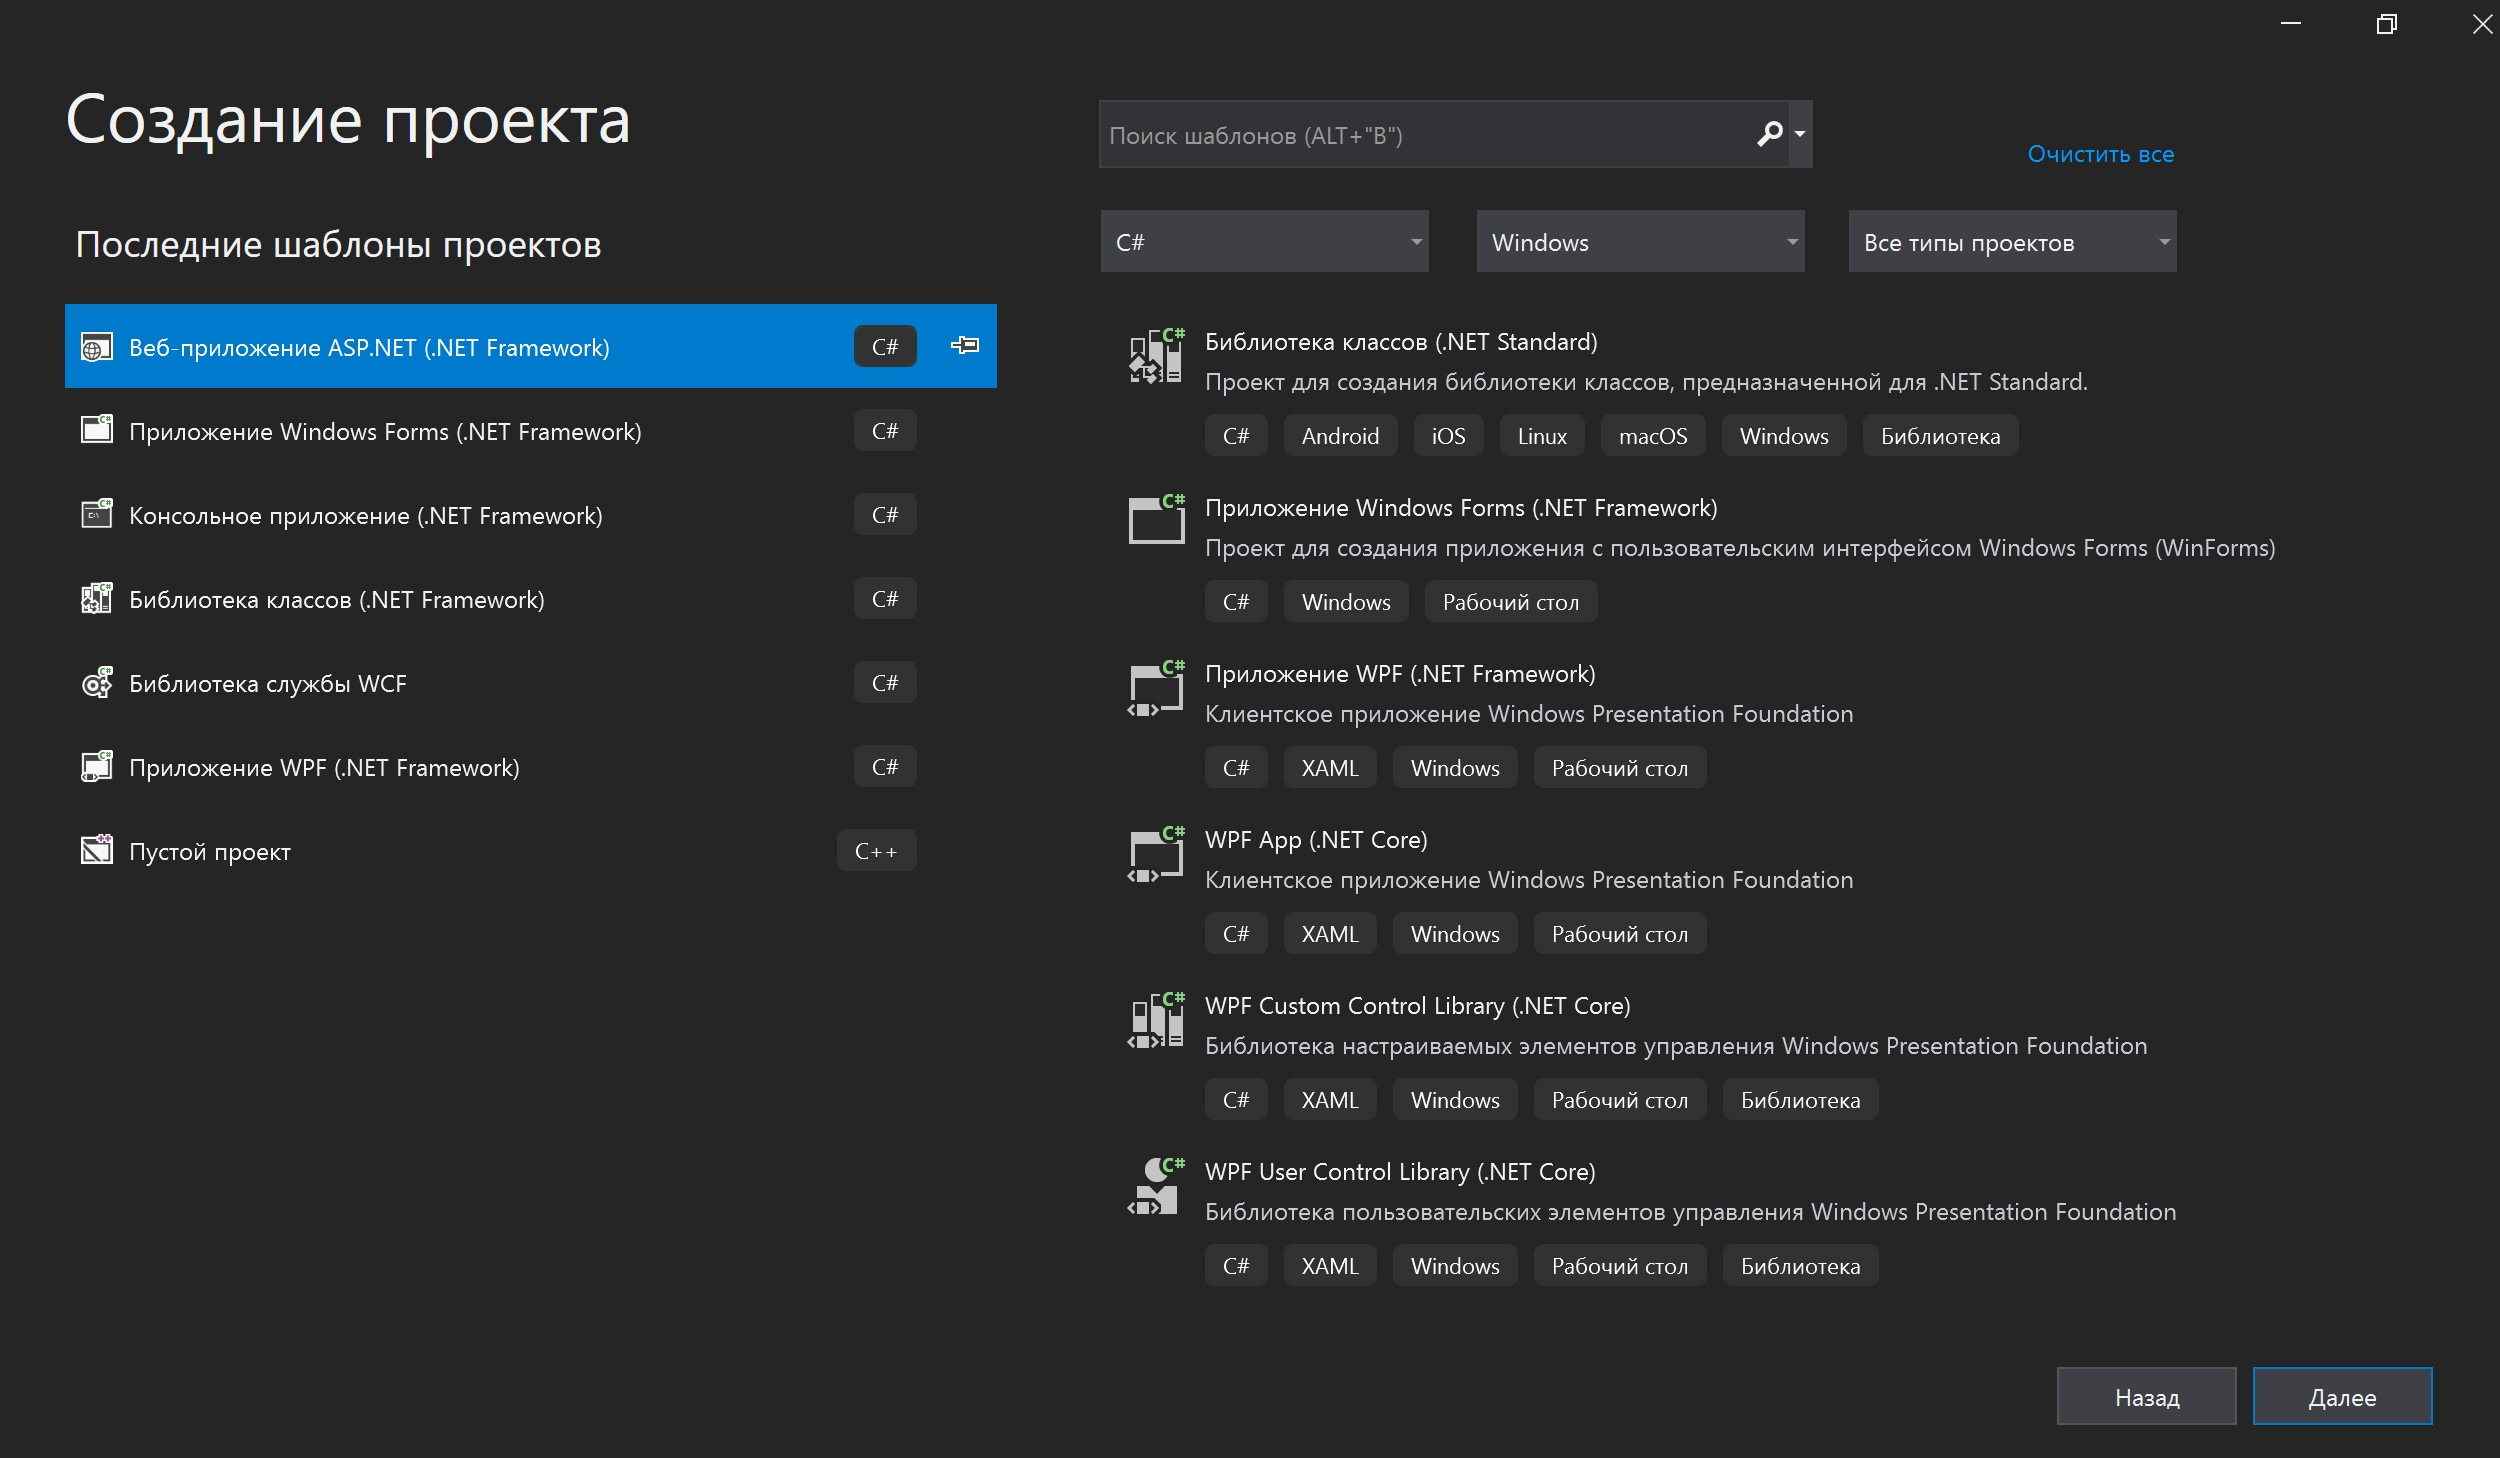 Создание проекта
Поиск шаблонов (ALT+"B")
Очистить все
Последние шаблоны проектов
C#
Windows
Все типы проектов
Веб-приложение ASP.NET (.NET Framework) C#
Приложение Windows Forms (.NET Framework) C#
Консольное приложение (.NET Framework) C#
Библиотека классов (.NET Framework) C#
Библиотека службы WCF C#
Приложение WPF (.NET Framework) C#
Пустой проект C++
Библиотека классов (.NET Standard)
Проект для создания библиотеки классов, предназначенной для .NET Standard.
C# Android iOS Linux macOS Windows Библиотека
Приложение Windows Forms (.NET Framework)
Проект для создания приложения с пользовательским интерфейсом Windows Forms (WinForms)
C# Windows Рабочий стол
Приложение WPF (.NET Framework)
Клиентское приложение Windows Presentation Foundation
C# XAML Windows Рабочий стол
WPF App (.NET Core)
Клиентское приложение Windows Presentation Foundation
C# XAML Windows Рабочий стол
WPF Custom Control Library (.NET Core)
Библиотека настраиваемых элементов управления Windows Presentation Foundation
C# XAML Windows Рабочий стол Библиотека
WPF User Control Library (.NET Core)
Библиотека пользовательских элементов управления Windows Presentation Foundation
C# XAML Windows Рабочий стол Библиотека
Назад
Далее